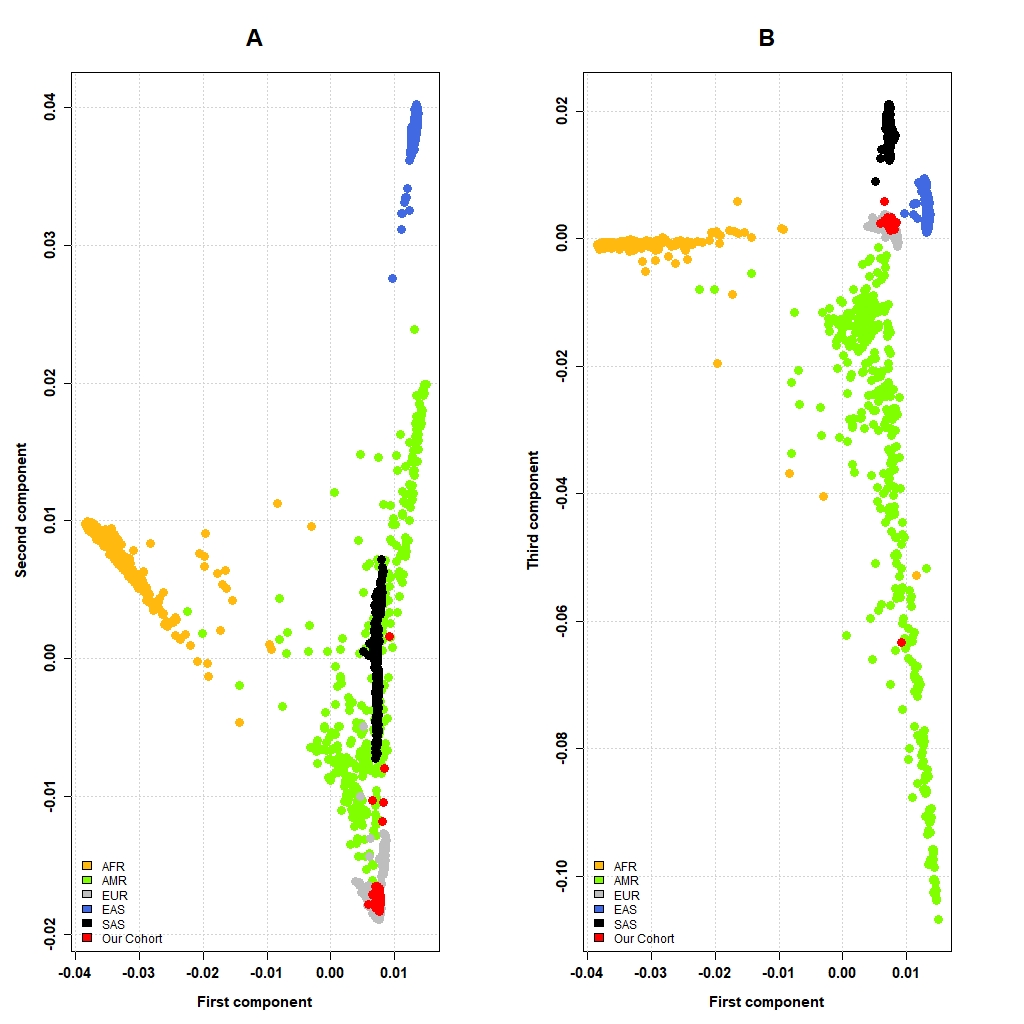 A
Second component
0.04
0.03
0.02
0.01
0.00
-0.01
-0.02
AFR
AMR
EUR
EAS
SAS
Our Cohort
-0.04 -0.03 -0.02 -0.01 0.00 0.01
First component
B
Third component
0.02
0.00
-0.02
-0.04
-0.06
-0.08
-0.10
AFR
AMR
EUR
EAS
SAS
Our Cohort
-0.04 -0.03 -0.02 -0.01 0.00 0.01
First component